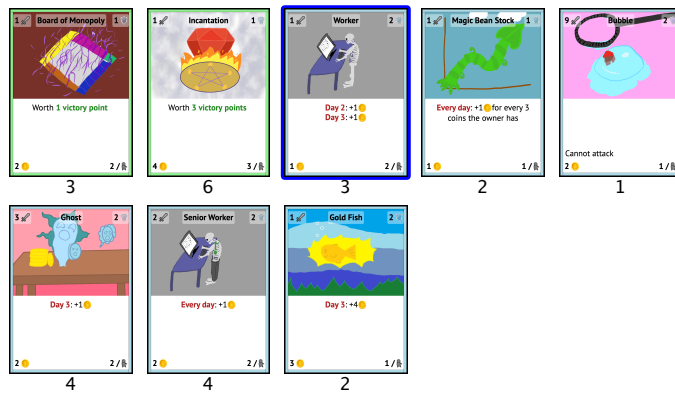 1 Board of Monopoly 1
Worth 1 victory point
2 2/
3
1 Incantation 1
Worth 3 victory points
4 3/
6
1 Worker 2
Day 2: +1
Day 3: +1
1 2/
3
1 Magic Bean Stock 2
Every day: +1 for every 3
coins the owner has
1 1/
2
9 Bubble 2
Cannot attack
2 1/
1
3 Ghost 2
Day 3: +1
2 2/
4
2 Senior Worker 2
Every day: +1
2 2/
4
1 Gold Fish 2
Day 3: +4
3 1/
2